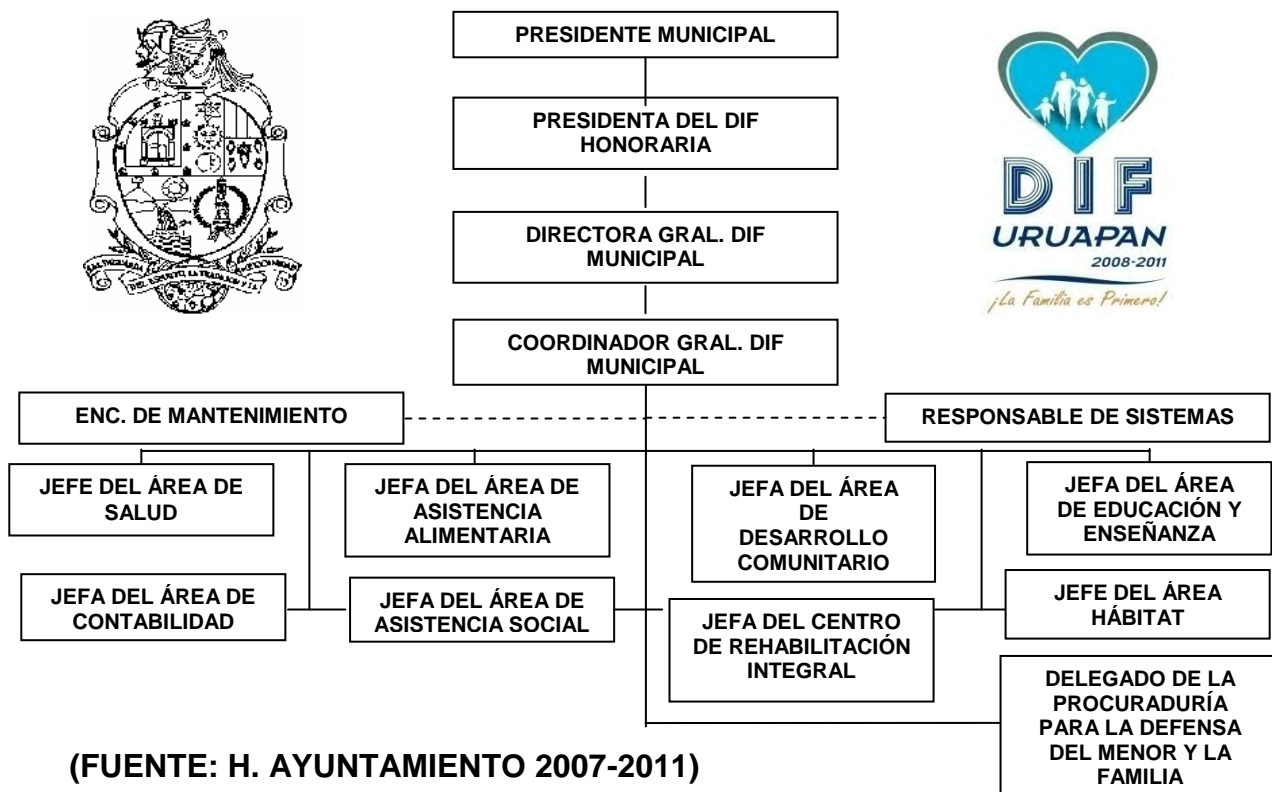 PRESIDENTE MUNICIPAL
PRESIDENTA DEL DIF
HONORARIA
DIRECTORA GRAL. DIF
MUNICIPAL
COORDINADOR GRAL. DIF
MUNICIPAL
DIF
URUAPAN
2008-2011
¡La Familia es Primero!
ENC. DE MANTENIMIENTO
RESPONSABLE DE SISTEMAS
JEFE DEL ÁREA DE
SALUD
JEFA DEL ÁREA DE
ASISTENCIA
ALIMENTARIA
JEFA DEL ÁREA
DE
DESARROLLO
COMUNITARIO
JEFA DEL ÁREA
DE EDUCACIÓN Y
ENSEÑANZA
JEFA DEL ÁREA DE
CONTABILIDAD
JEFA DEL ÁREA DE
ASISTENCIA SOCIAL
JEFA DEL CENTRO
DE REHABILITACIÓN
INTEGRAL
JEFE DEL ÁREA
HÁBITAT
DELEGADO DE LA
PROCURADURÍA
PARA LA DEFENSA
DEL MENOR Y LA
FAMILIA
(FUENTE: H. AYUNTAMIENTO 2007-2011)